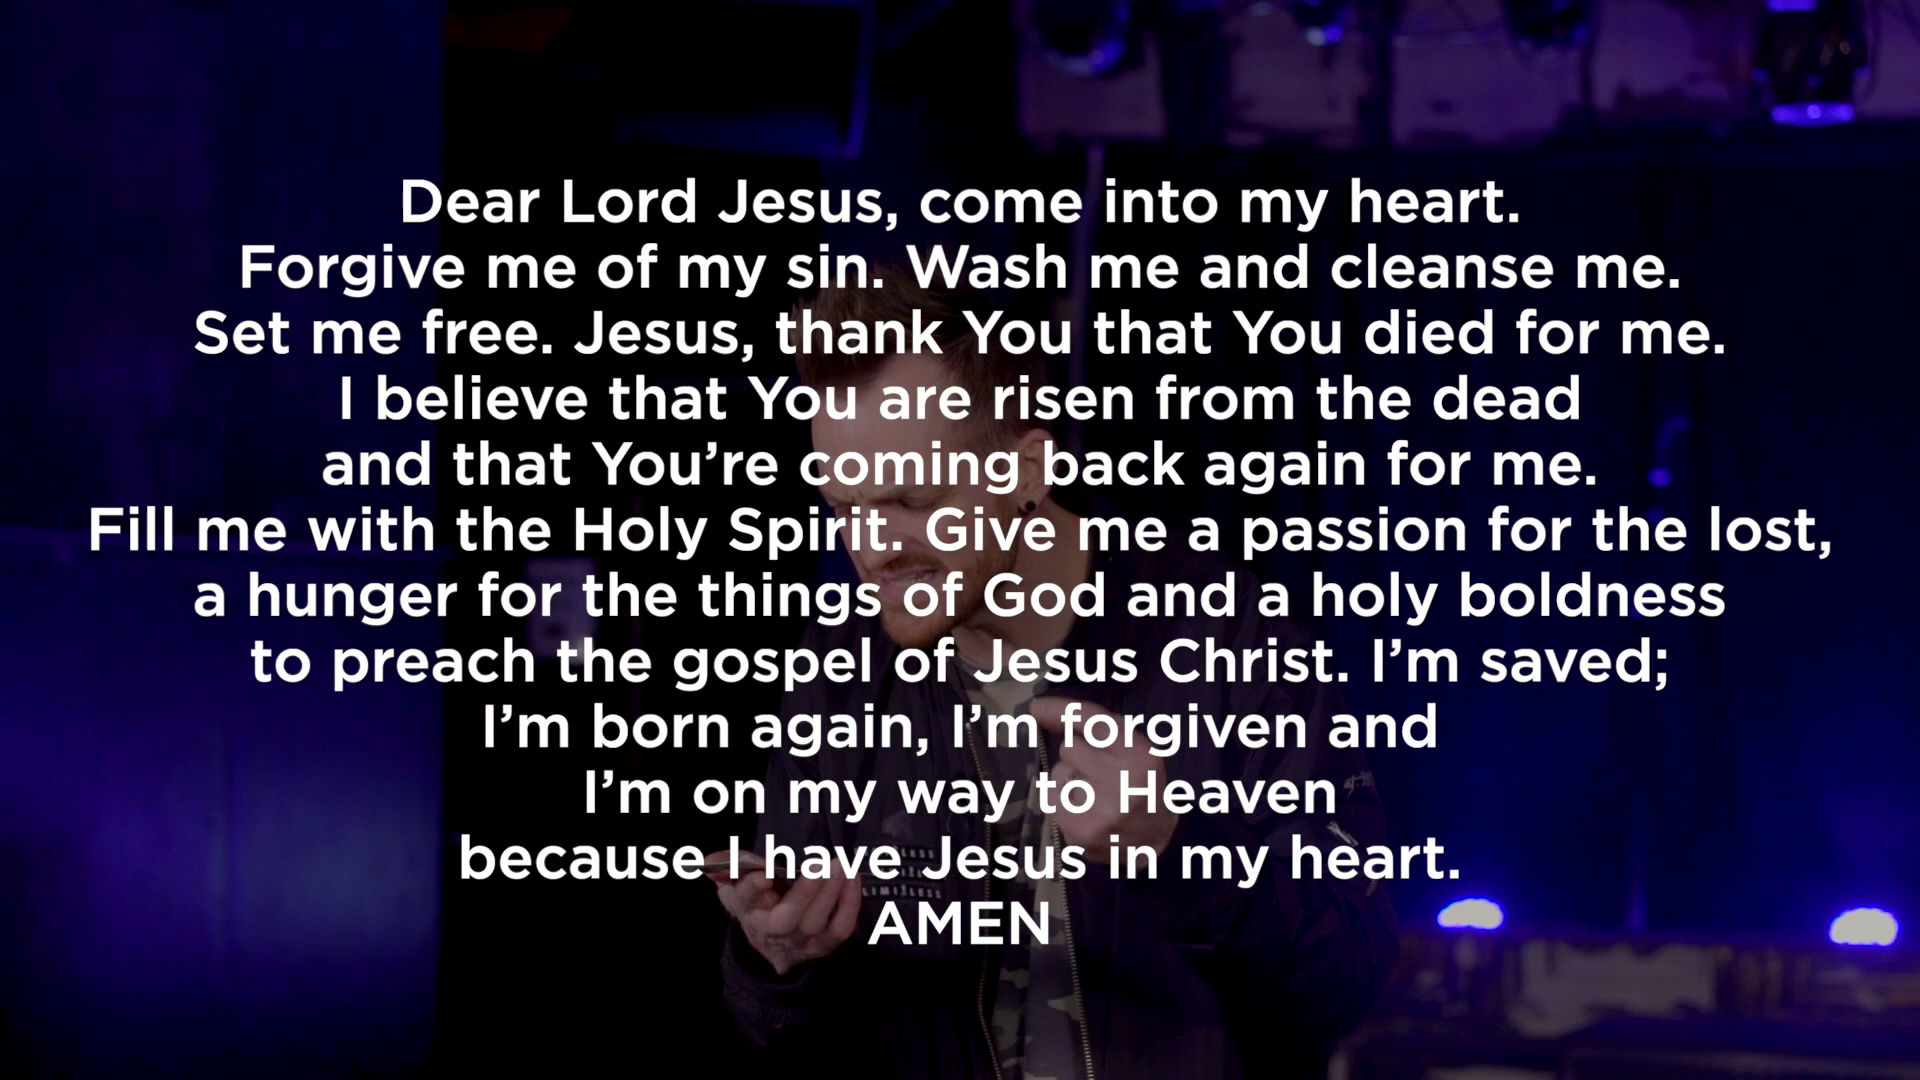 Dear Lord Jesus, come into my heart.
Forgive me of my sin. Wash me and cleanse me.
Set me free. Jesus, thank You that You died for me.
I believe that You are risen from the dead
and that You’re coming back again for me.
Fill me with the Holy Spirit. Give me a passion for the lost,
a hunger for the things of God and a holy boldness
to preach the gospel of Jesus Christ. I’m saved;
I’m born again, I’m forgiven and
I’m on my way to Heaven
because I have Jesus in my heart.
AMEN
LIMITLESS